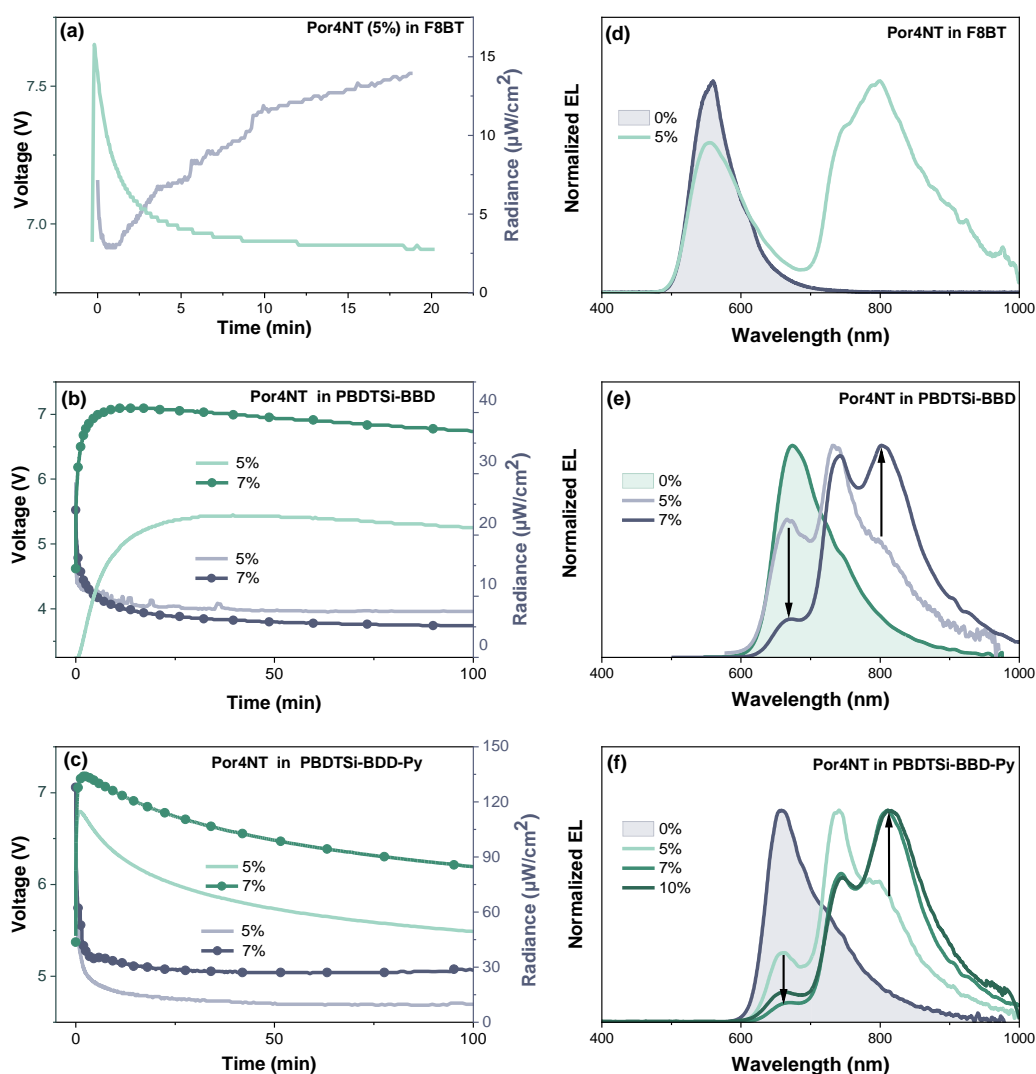 (a)
Por4NT (5%) in F8BT
Voltage (V)
7.5
7.0
Radiance (µW/cm²)
15
10
5
0
0 5 10 15 20
Time (min)
(d)
Por4NT in F8BT
0%
5%
Normalized EL
400 600 800 1000
Wavelength (nm)
(b)
Por4NT in PBDTSi-BBD
Voltage (V)
7
6
5
4
5%
7%
5%
7%
Radiance (µW/cm²)
40
30
20
10
0
0 50 100
Time (min)
(e)
Por4NT in PBDTSi-BBD
0%
5%
7%
Normalized EL
400 600 800 1000
Wavelength (nm)
(c)
Por4NT in PBDTSi-BDD-Py
Voltage (V)
7
6
5
5%
7%
5%
7%
Radiance (µW/cm²)
150
120
90
60
30
0
0 50 100
Time (min)
(f)
Por4NT in PBDTSi-BBD-Py
0%
5%
7%
10%
Normalized EL
400 600 800 1000
Wavelength (nm)